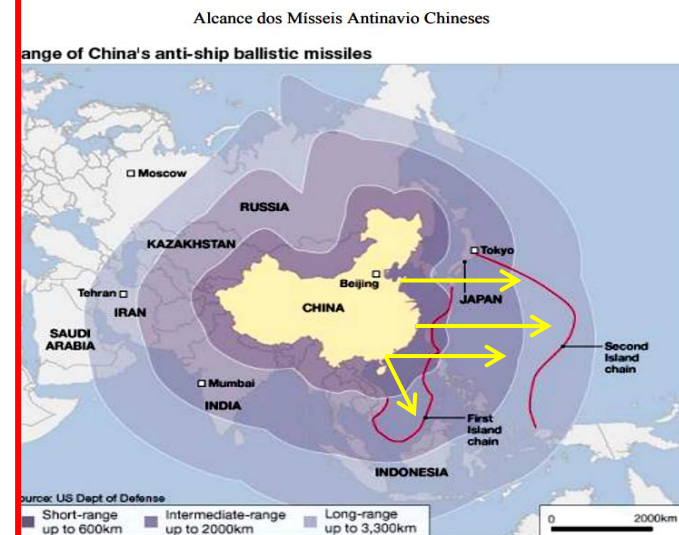 Alcance dos Mísseis Antinavio Chineses
ange of China's anti-ship ballistic missiles
Moscow
RUSSIA
KAZAKHSTAN
Tokyo
Beijing
Tehran
IRAN
CHINA
JAPAN
SAUDI
ARABIA
Second
Island
chain
Mumbai
INDIA
First
Island
chain
INDONESIA
ource: US Dept of Defense
Short-range
up to 600km
Intermediate-range
up to 2000km
Long-range
up to 3,300km
0 2000km